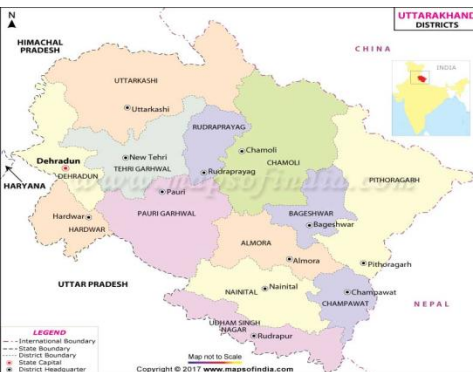 N
UTTARAKHAND
DISTRICTS
HIMACHAL
PRADESH
CHINA
INDIA
UTTARKASHI
Uttarkashi
RUDRAPRAYAG
Chamoli
CHAMOLI
Dehradun
New Tehri
TEHRI GARHWAL
Rudraprayag
DEHRADUN
HARYANA
Pauri
PITHORAGARH
www.mapsofindia.com
Hardwar
HARDWAR
PAURI GARHWAL
BAGESHWAR
Bageshwar
ALMORA
Almora
Pithoragarh
UTTAR PRADESH
NAINITAL
Nainital
Champawat
CHAMPAWAT
NEPAL
UDHAM SINGH
NAGAR
Rudrapur
LEGEND
International Boundary
State Boundary
District Boundary
State Capital
District Headquarter
Map not to Scale
Copyright © 2017 www.mapsofindia.com